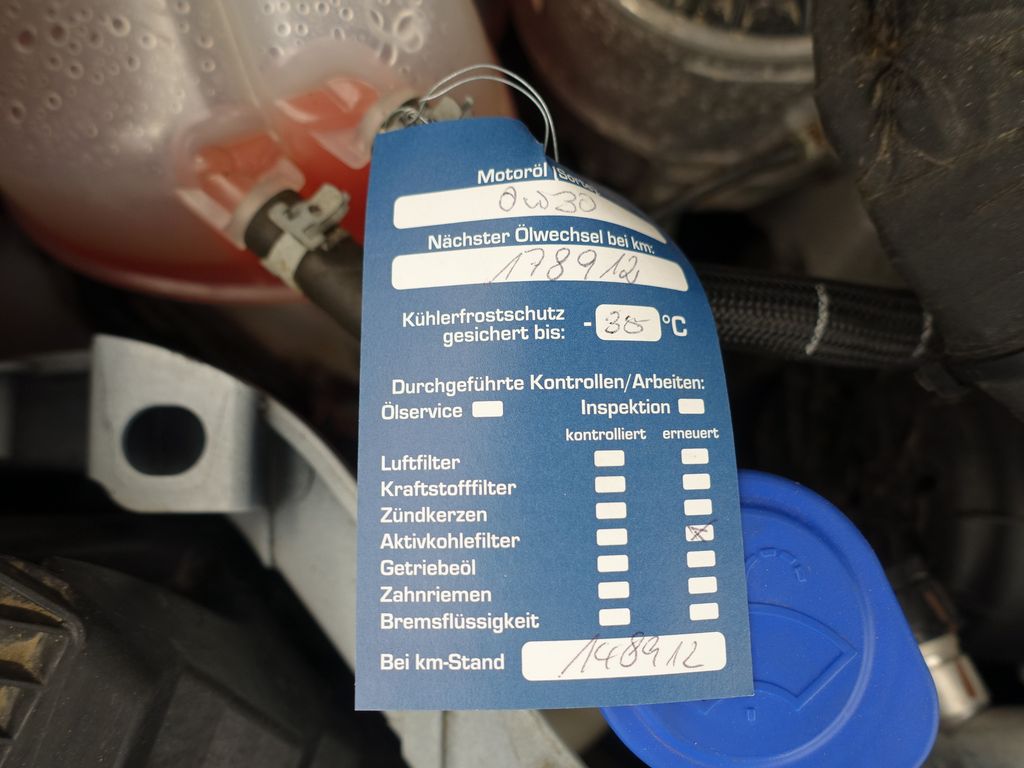 Motoröl [Sorte
0W30
Nächster Ölwechsel bei km:
178912
Kühlerfrostschutz
gesichert bis: - 35 °C
Durchgeführte Kontrollen/Arbeiten:
Ölservice Inspektion
kontrolliert erneuert
Luftfilter
Kraftstofffilter
Zündkerzen
Aktivkohlefilter
Getriebeöl
Zahnriemen
Bremsflüssigkeit
Bei km-Stand 148912